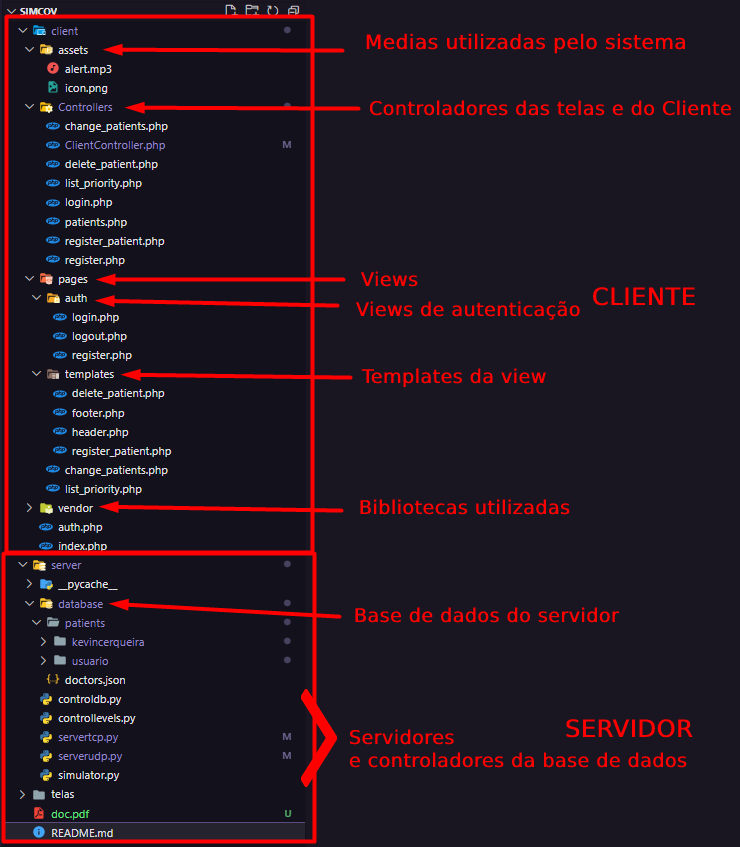 SIMCOV
client
assets
Medias utilizadas pelo sistema
alert.mp3
icon.png
Controllers
Controladores das telas e do Cliente
change_patients.php
ClientController.php M
delete_patient.php
list_priority.php
login.php
patients.php
register_patient.php
register.php
pages
Views
CLIENTE
auth
Views de autenticação
login.php
logout.php
register.php
templates
Templates da view
delete_patient.php
footer.php
header.php
register_patient.php
change_patients.php
list_priority.php
vendor
Bibliotecas utilizadas
auth.php
index.php
server
__pycache__
database
Base de dados do servidor
patients
kevincerqueira
usuario
doctors.json
controldb.py
controllevels.py
servertcp.py M
serverudp.py M
simulator.py
SERVIDOR
Servidores
e controladores da base de dados
telas
doc.pdf U
README.md